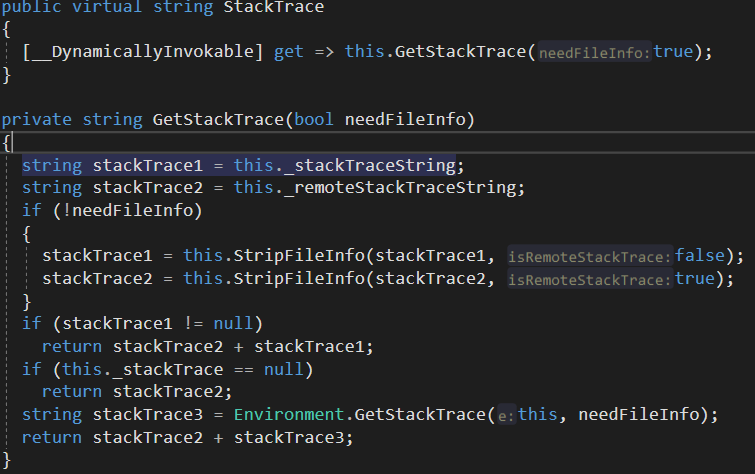 public virtual string StackTrace
{
[__DynamicallyInvokable] get => this.GetStackTrace(needFileInfo:true);
}
private string GetStackTrace(bool needFileInfo)
{
string stackTrace1 = this._stackTraceString;
string stackTrace2 = this._remoteStackTraceString;
if (!needFileInfo)
{
stackTrace1 = this.StripFileInfo(stackTrace1, isRemoteStackTrace:false);
stackTrace2 = this.StripFileInfo(stackTrace2, isRemoteStackTrace:true);
}
if (stackTrace1 != null)
return stackTrace2 + stackTrace1;
if (this._stackTrace == null)
return stackTrace2;
string stackTrace3 = Environment.GetStackTrace(e:this, needFileInfo);
return stackTrace2 + stackTrace3;
}